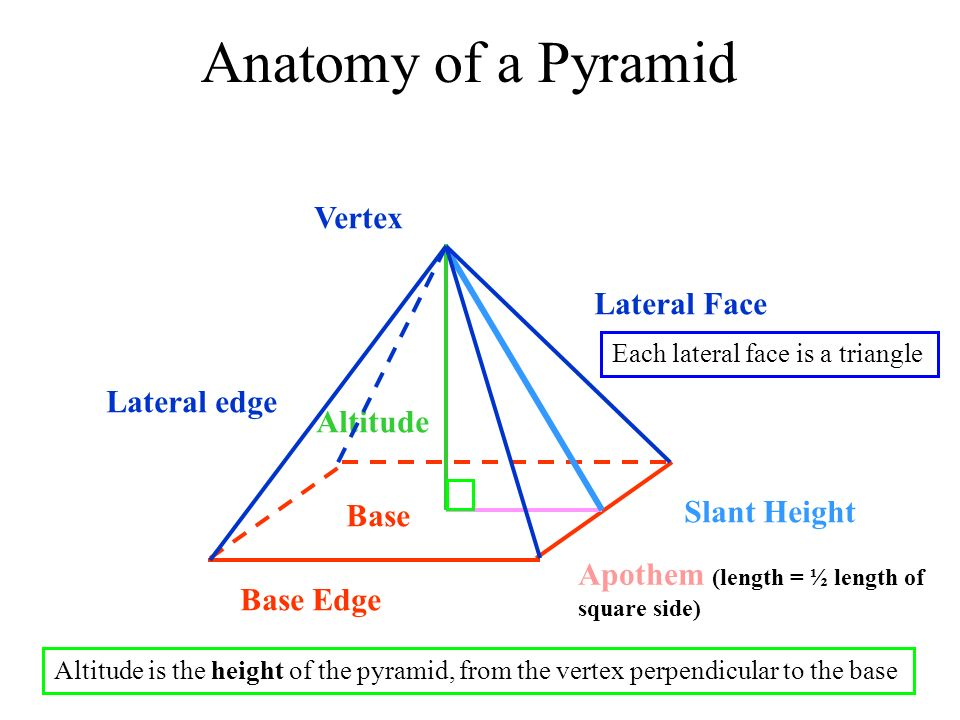 Anatomy of a Pyramid
Vertex
Lateral Face
Each lateral face is a triangle
Lateral edge
Altitude
Base
Slant Height
Apothem (length = ½ length of
square side)
Base Edge
Altitude is the height of the pyramid, from the vertex perpendicular to the base